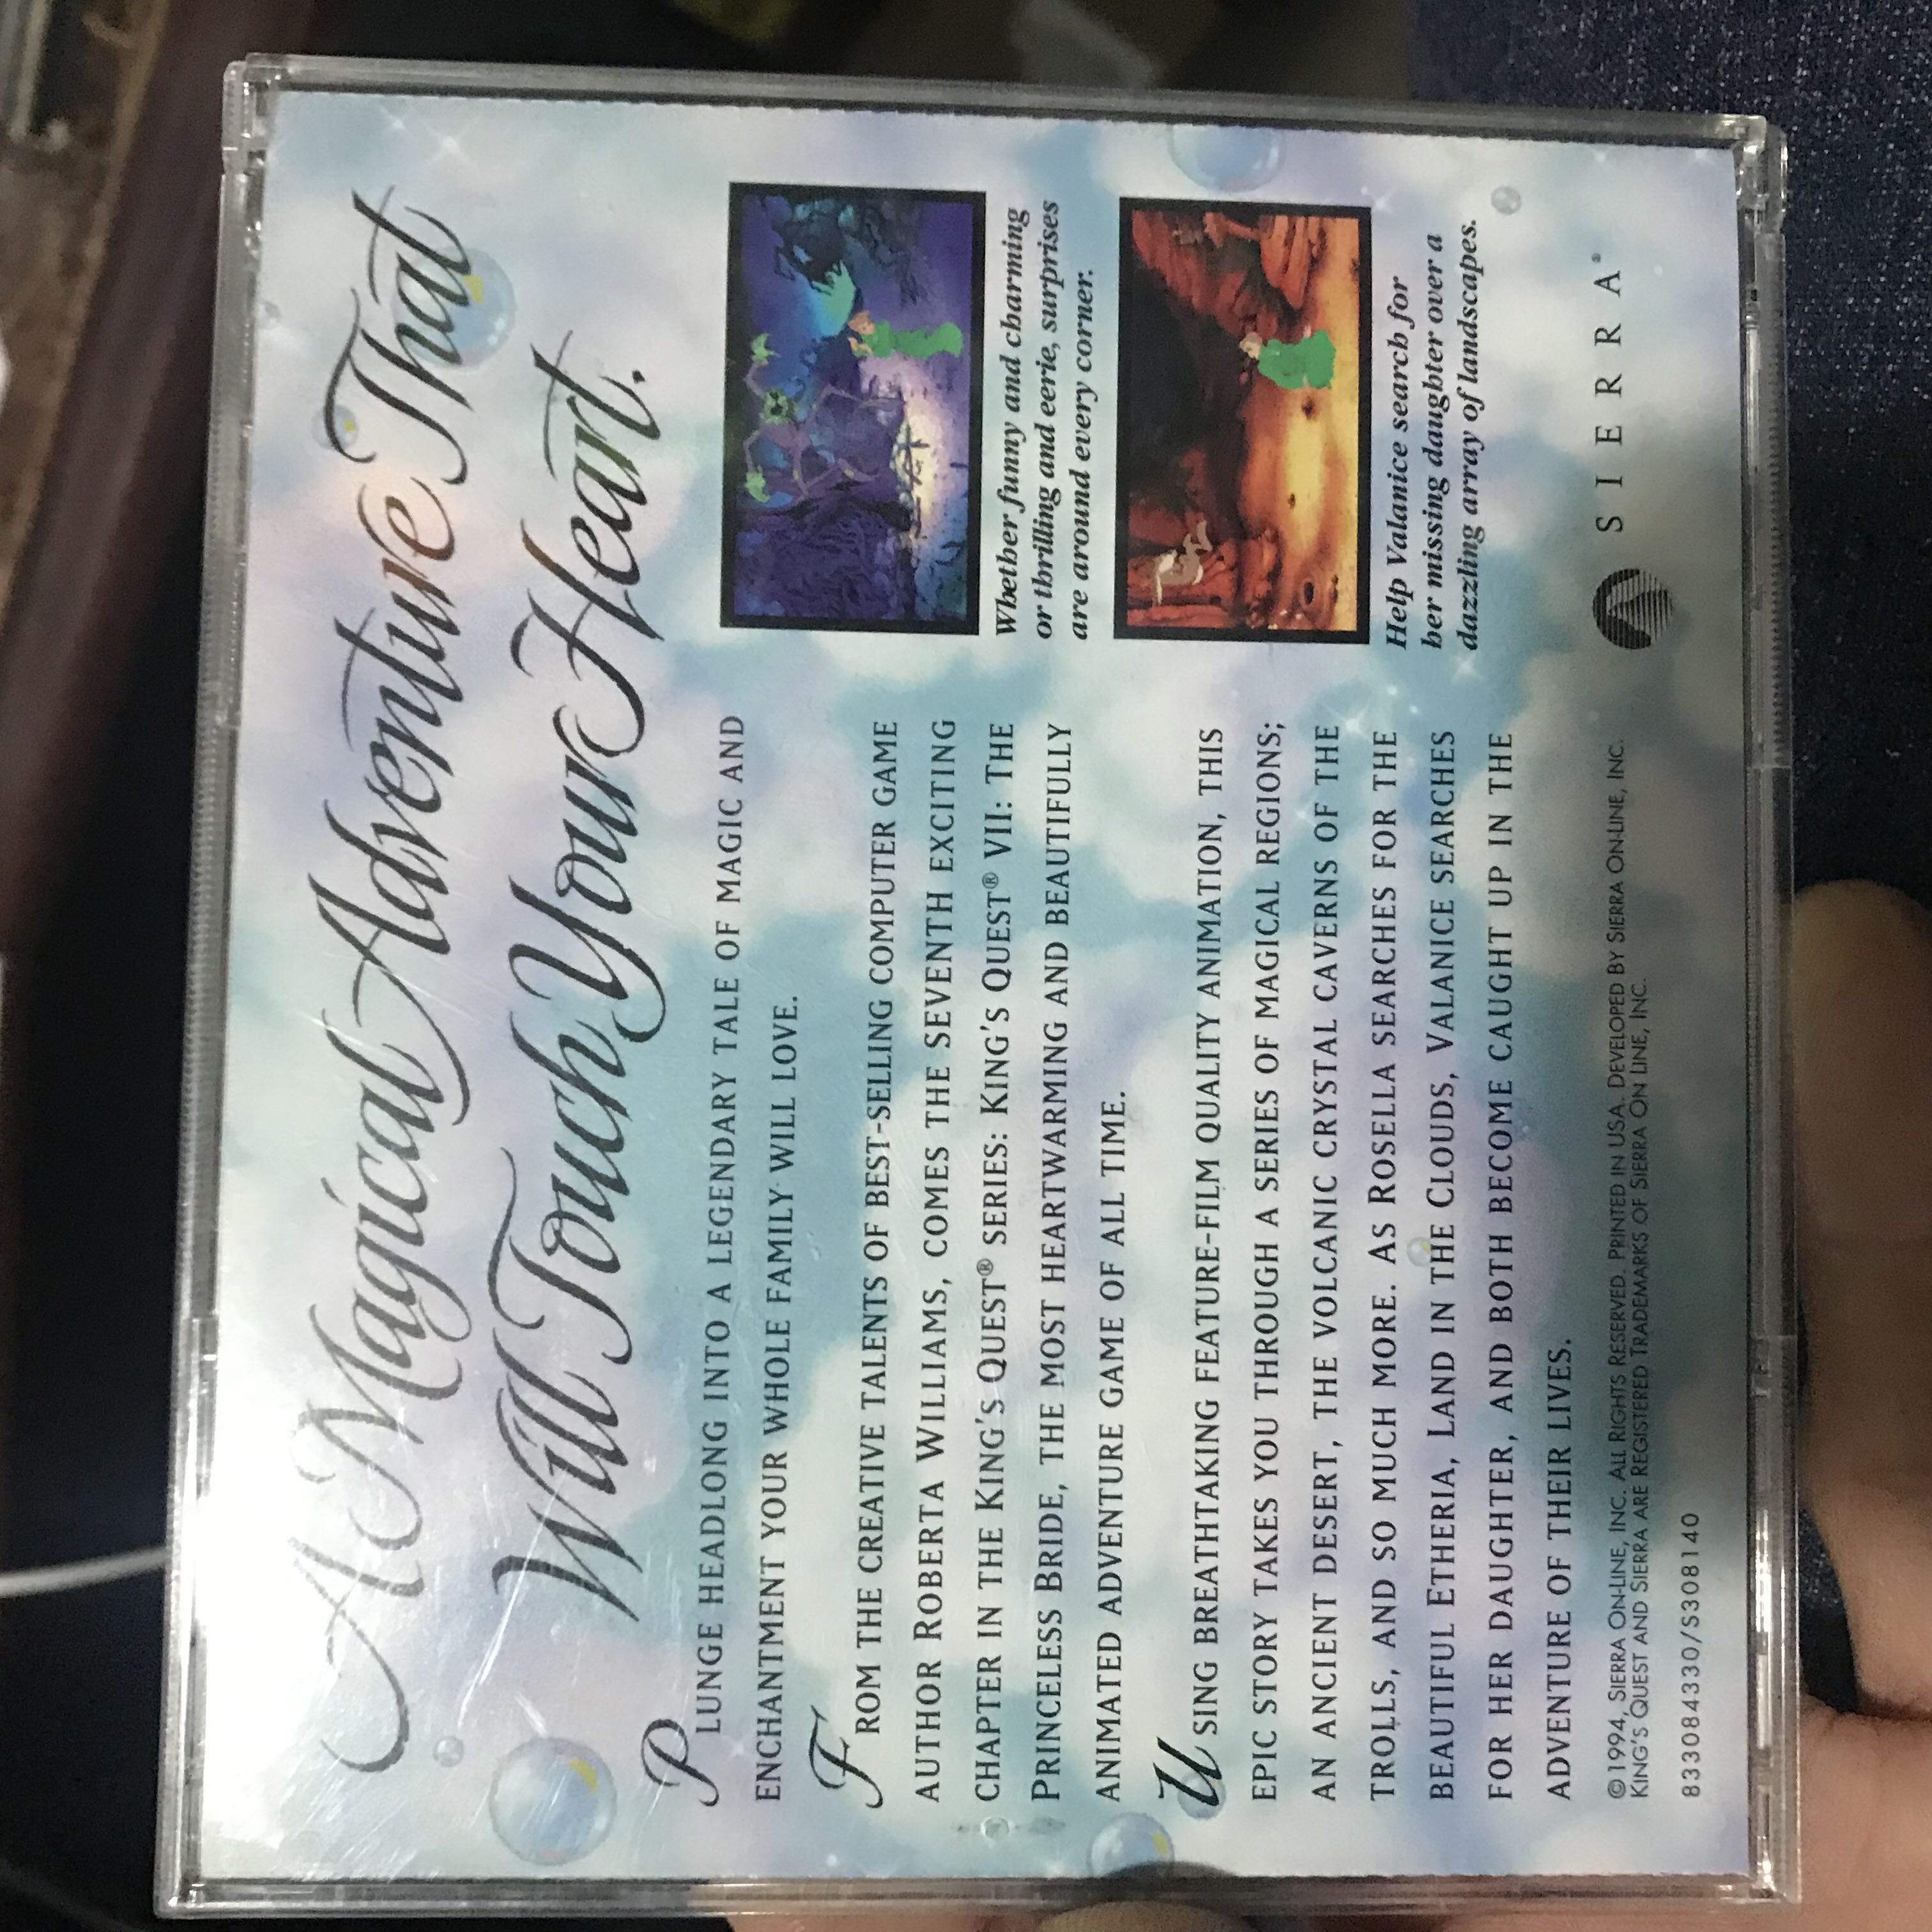 A Magical Adventure That
Will Touch Your Heart.
PLUNGE HEADLONG INTO A LEGENDARY TALE OF MAGIC AND
ENCHANTMENT YOUR WHOLE FAMILY WILL LOVE.
FROM THE CREATIVE TALENTS OF BEST-SELLING COMPUTER GAME
AUTHOR ROBERTA WILLIAMS, COMES THE SEVENTH EXCITING
CHAPTER IN THE KING'S QUEST® SERIES: KING'S QUEST® VII: THE
PRINCELESS BRIDE, THE MOST HEARTWARMING AND BEAUTIFULLY
ANIMATED ADVENTURE GAME OF ALL TIME.
USING BREATHTAKING FEATURE-FILM QUALITY ANIMATION, THIS
EPIC STORY TAKES YOU THROUGH A SERIES OF MAGICAL REGIONS;
AN ANCIENT DESERT, THE VOLCANIC CRYSTAL CAVERNS OF THE
TROLLS, AND SO MUCH MORE. AS ROSELLA SEARCHES FOR THE
BEAUTIFUL ETHERIA, LAND IN THE CLOUDS, VALANICE SEARCHES
FOR HER DAUGHTER, AND BOTH BECOME CAUGHT UP IN THE
ADVENTURE OF THEIR LIVES.
Whether funny and charming
or thrilling and eerie, surprises
are around every corner.
Help Valanice search for
her missing daughter over a
dazzling array of landscapes.
©1994, SIERRA ON-LINE, INC. ALL RIGHTS RESERVED. PRINTED IN USA. DEVELOPED BY SIERRA ON-LINE, INC.
KING'S QUEST AND SIERRA ARE REGISTERED TRADEMARKS OF SIERRA ON LINE, INC.
833084330/S308140
SIERRA®